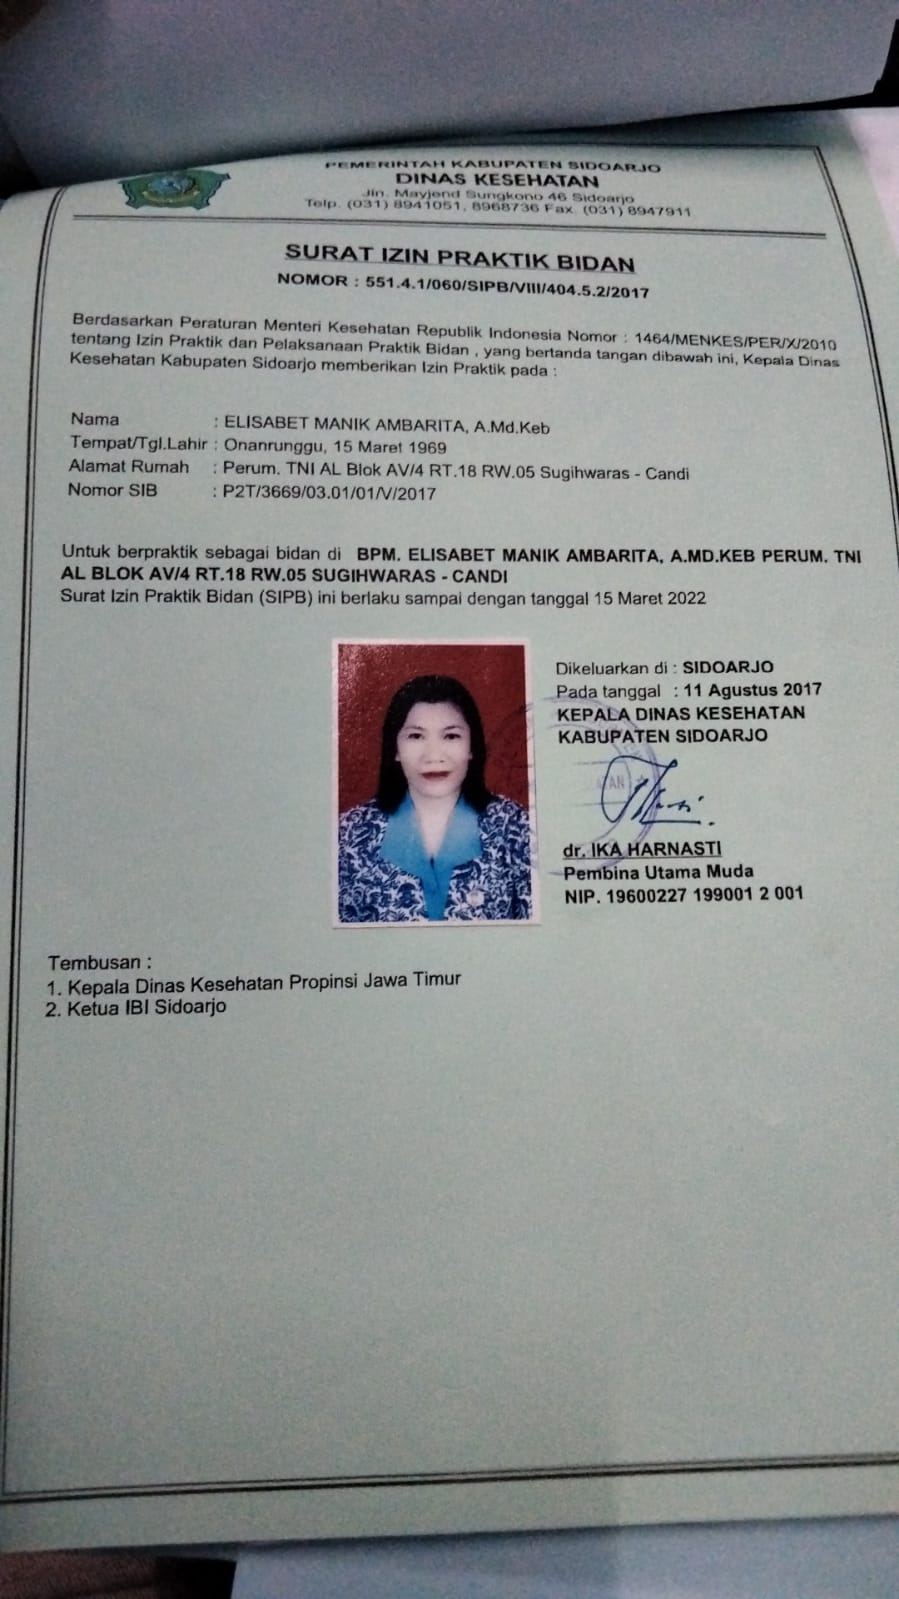 PEMERINTAH KABUPATEN SIDOARJO
DINAS KESEHATAN
Jln. Mayjend Sungkono 46 Sidoarjo
Telp. (031) 8941051, 8968736 Fax. (031) 8947911
SURAT IZIN PRAKTIK BIDAN
NOMOR : 551.4.1/060/SIPB/VIII/404.5.2/2017
Berdasarkan Peraturan Menteri Kesehatan Republik Indonesia Nomor : 1464/MENKES/PER/X/2010
tentang Izin Praktik dan Pelaksanaan Praktik Bidan , yang bertanda tangan dibawah ini, Kepala Dinas
Kesehatan Kabupaten Sidoarjo memberikan Izin Praktik pada :
Nama : ELISABET MANIK AMBARITA, A.Md.Keb
Tempat/Tgl.Lahir : Onanrunggu, 15 Maret 1969
Alamat Rumah : Perum. TNI AL Blok AV/4 RT.18 RW.05 Sugihwaras - Candi
Nomor SIB : P2T/3669/03.01/01/V/2017
Untuk berpraktik sebagai bidan di BPM. ELISABET MANIK AMBARITA, A.MD.KEB PERUM. TNI
AL BLOK AV/4 RT.18 RW.05 SUGIHWARAS - CANDI
Surat Izin Praktik Bidan (SIPB) ini berlaku sampai dengan tanggal 15 Maret 2022
Dikeluarkan di : SIDOARJO
Pada tanggal : 11 Agustus 2017
KEPALA DINAS KESEHATAN
KABUPATEN SIDOARJO
dr. IKA HARNASTI
Pembina Utama Muda
NIP. 19600227 199001 2 001
Tembusan :
1. Kepala Dinas Kesehatan Propinsi Jawa Timur
2. Ketua IBI Sidoarjo